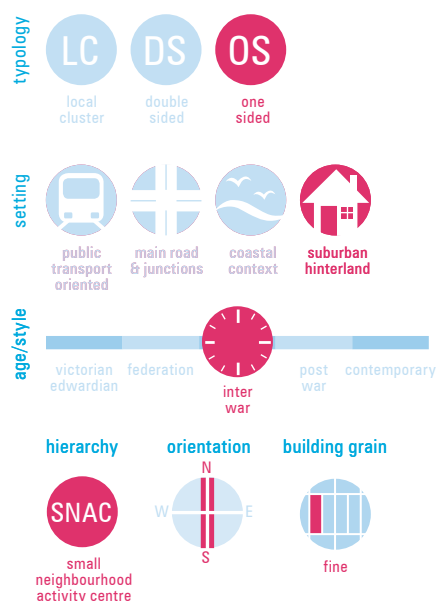 typology
LC DS OS
local cluster
double sided
one sided
setting
public transport oriented
main road & junctions
coastal context
suburban hinterland
age/style
victorian edwardian
federation
inter war
post war
contemporary
hierarchy
orientation
building grain
SNAC
N
W
E
S
small neighbourhood activity centre
fine